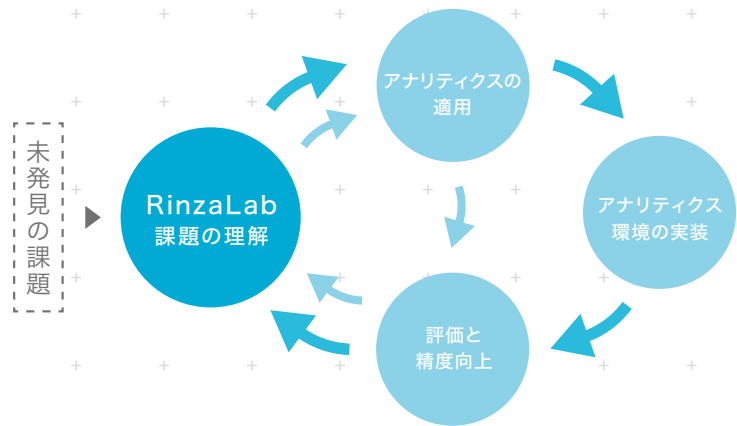 未発見の課題
RinzaLab
課題の理解
アナリティクスの
適用
アナリティクス
環境の実装
評価と
精度向上